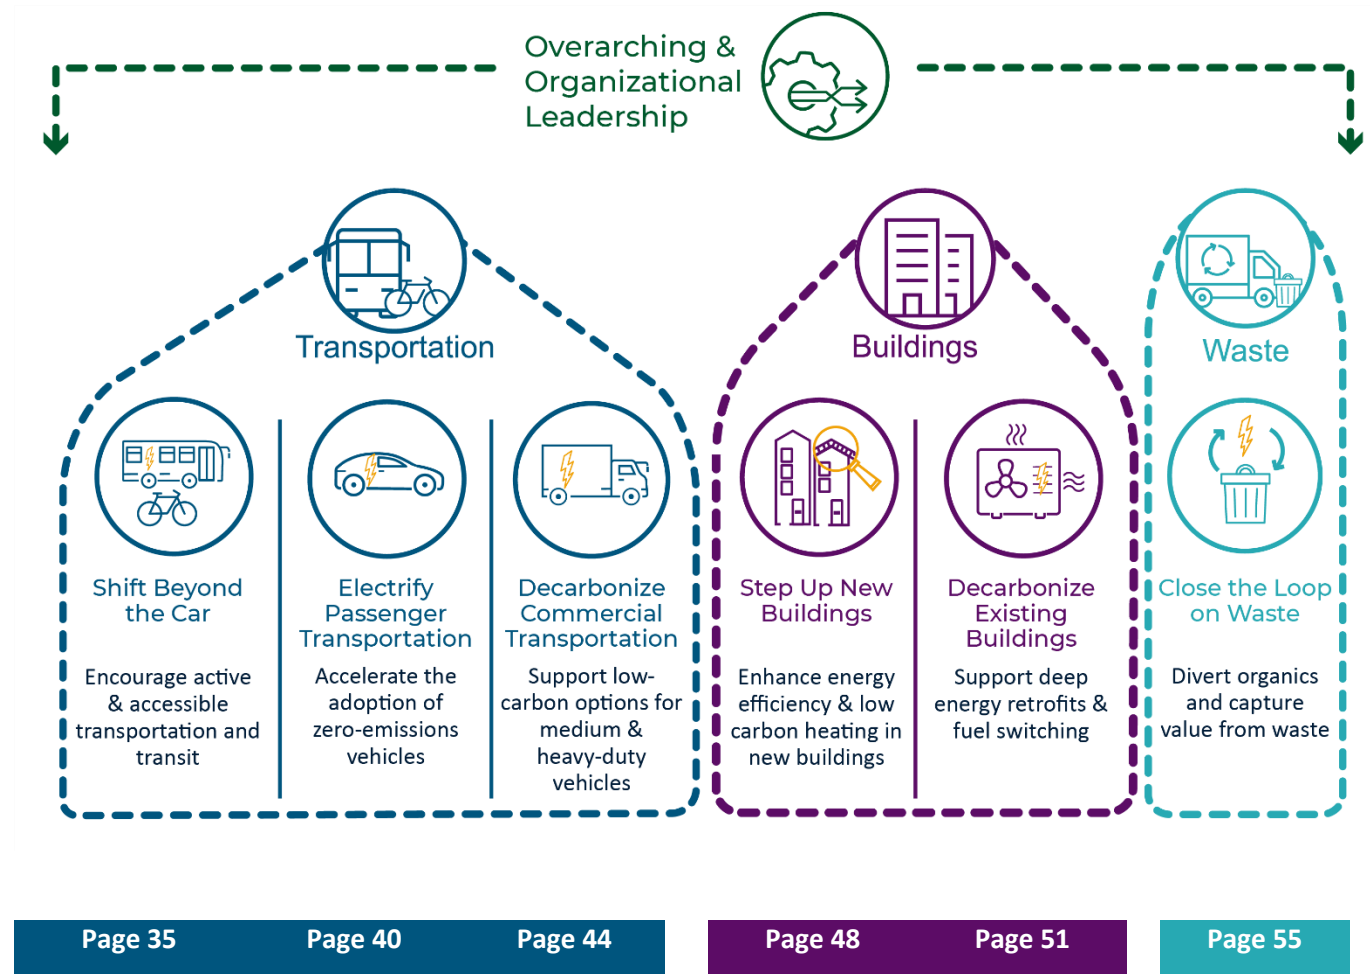 Overarching &
Organizational
Leadership
Transportation
Buildings
Waste
Shift Beyond
the Car
Encourage active
& accessible
transportation and
transit
Electrify
Passenger
Transportation
Accelerate the
adoption of
zero-emissions
vehicles
Decarbonize
Commercial
Transportation
Support low-
carbon options for
medium &
heavy-duty
vehicles
Step Up New
Buildings
Enhance energy
efficiency & low
carbon heating in
new buildings
Decarbonize
Existing
Buildings
Support deep
energy retrofits &
fuel switching
Close the Loop
on Waste
Divert organics
and capture
value from waste
Page 35
Page 40
Page 44
Page 48
Page 51
Page 55